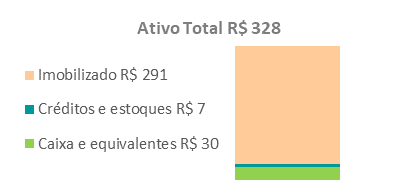 Ativo Total R$ 328
Imobilizado R$ 291
Créditos e estoques R$ 7
Caixa e equivalentes R$ 30